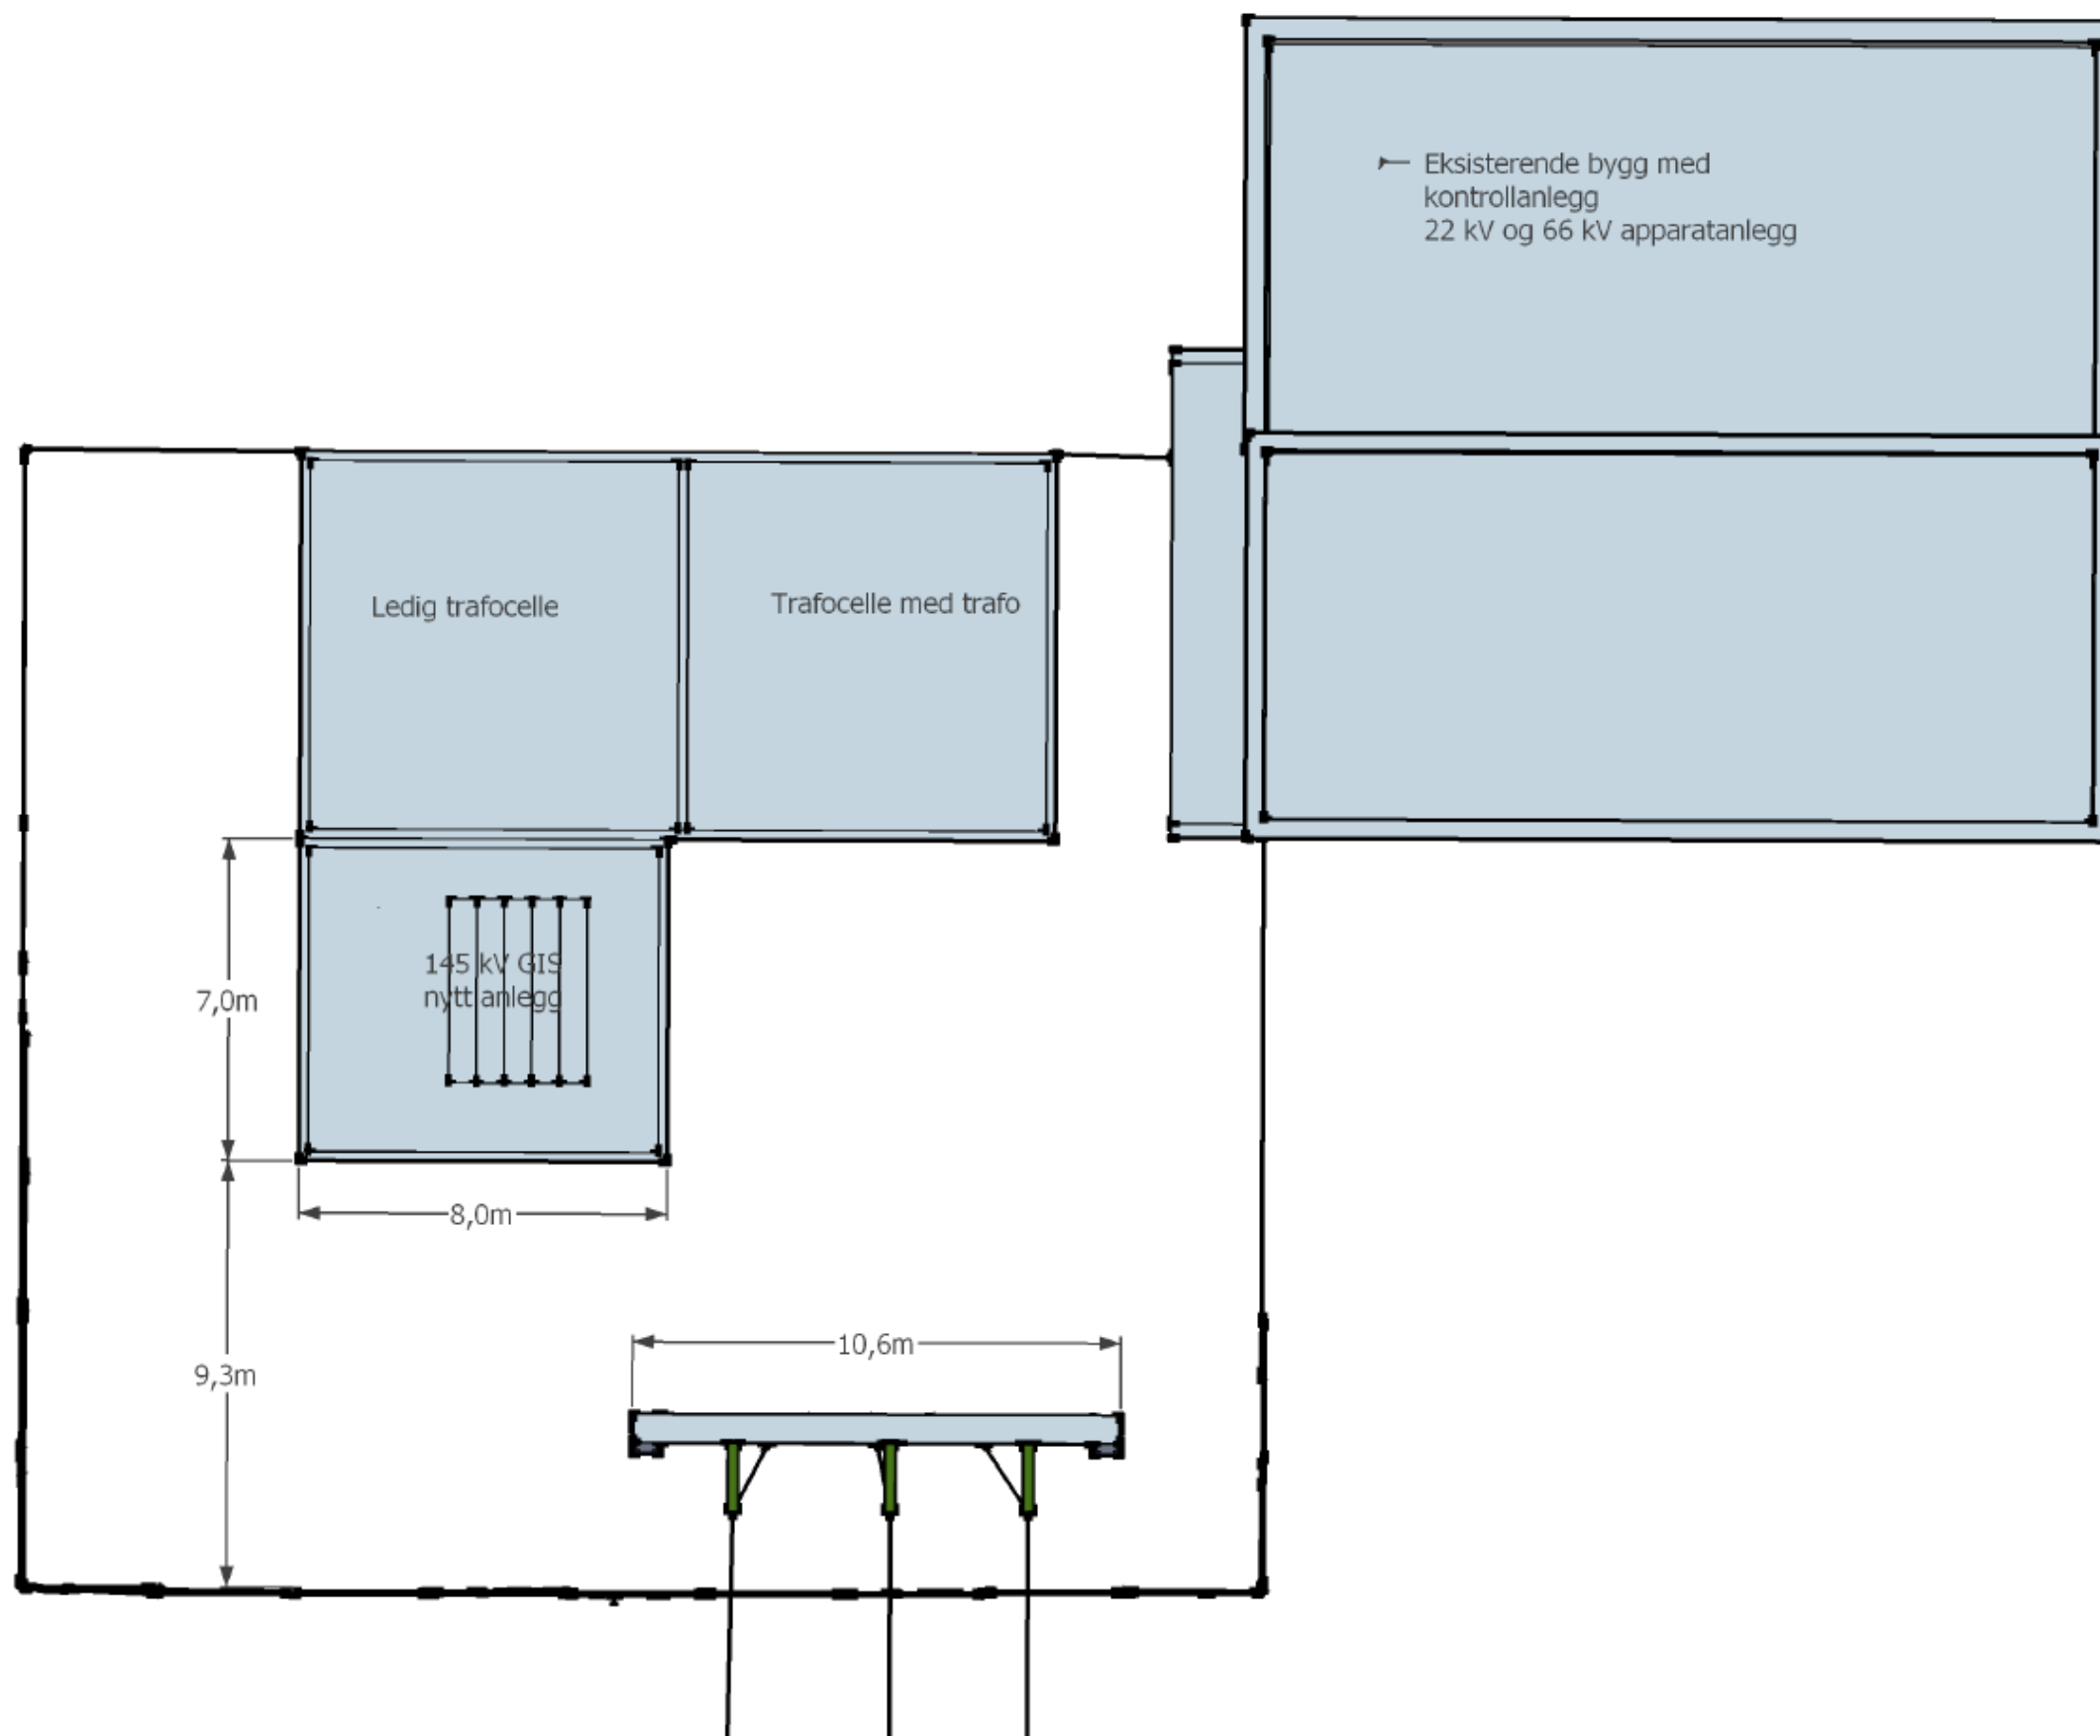 Eksisterende bygg med
kontrollanlegg
22 kV og 66 kV apparatanlegg
Ledig trafocelle
Trafocelle med trafo
145 kV GIS
nytt anlegg
7,0m
8,0m
10,6m
9,3m